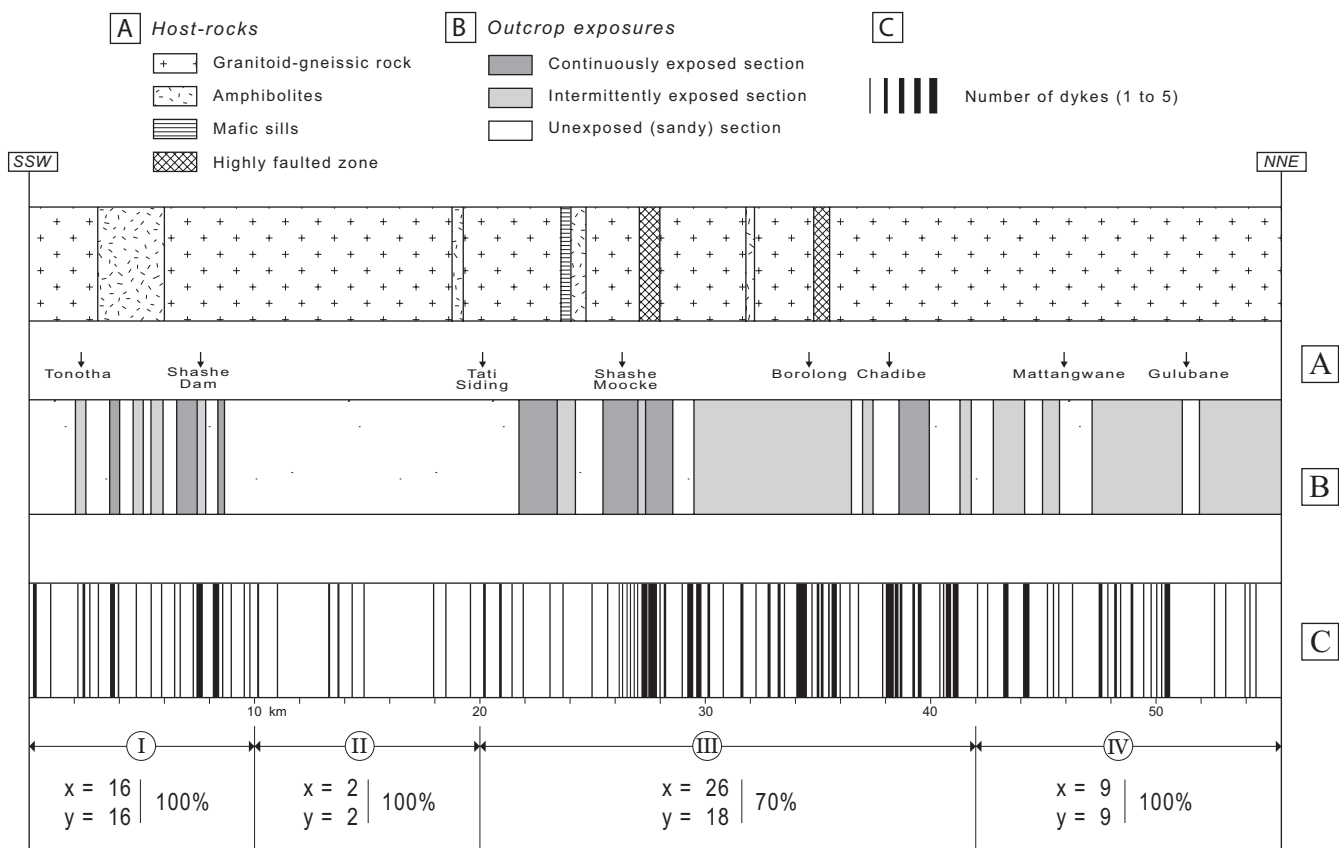 A Host-rocks
Granitoid-gneissic rock
Amphibolites
Mafic sills
Highly faulted zone
B Outcrop exposures
Continuously exposed section
Intermittently exposed section
Unexposed (sandy) section
C
Number of dykes (1 to 5)
SSW
NNE
A
Tonotha
Shashe
Dam
Tati
Siding
Shashe
Moocke
Borolong
Chadibe
Mattangwane
Gulubane
B
C
10 km
20
30
40
50
I
II
III
IV
x = 16
y = 16
100%
x = 2
y = 2
100%
x = 26
y = 18
70%
x = 9
y = 9
100%